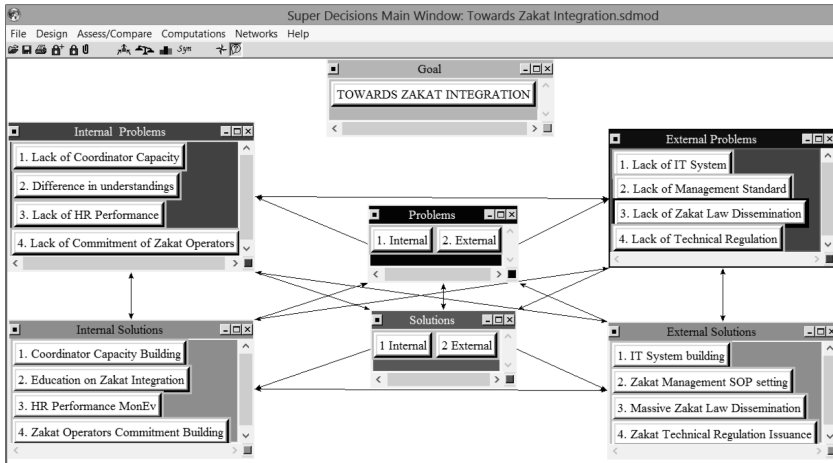 Super Decisions Main Window: Towards Zakat Integration.sdmod
File Design Assess/Compare Computations Networks Help
Syn
Goal
TOWARDS ZAKAT INTEGRATION
Internal Problems
1. Lack of Coordinator Capacity
2. Difference in understandings
3. Lack of HR Performance
4. Lack of Commitment of Zakat Operators
External Problems
1. Lack of IT System
2. Lack of Management Standard
3. Lack of Zakat Law Dissemination
4. Lack of Technical Regulation
Problems
1. Internal 2. External
Solutions
1 Internal 2 External
Internal Solutions
1. Coordinator Capacity Building
2. Education on Zakat Integration
3. HR Performance MonEv
4. Zakat Operators Commitment Building
External Solutions
1. IT System building
2. Zakat Management SOP setting
3. Massive Zakat Law Dissemination
4. Zakat Technical Regulation Issuance